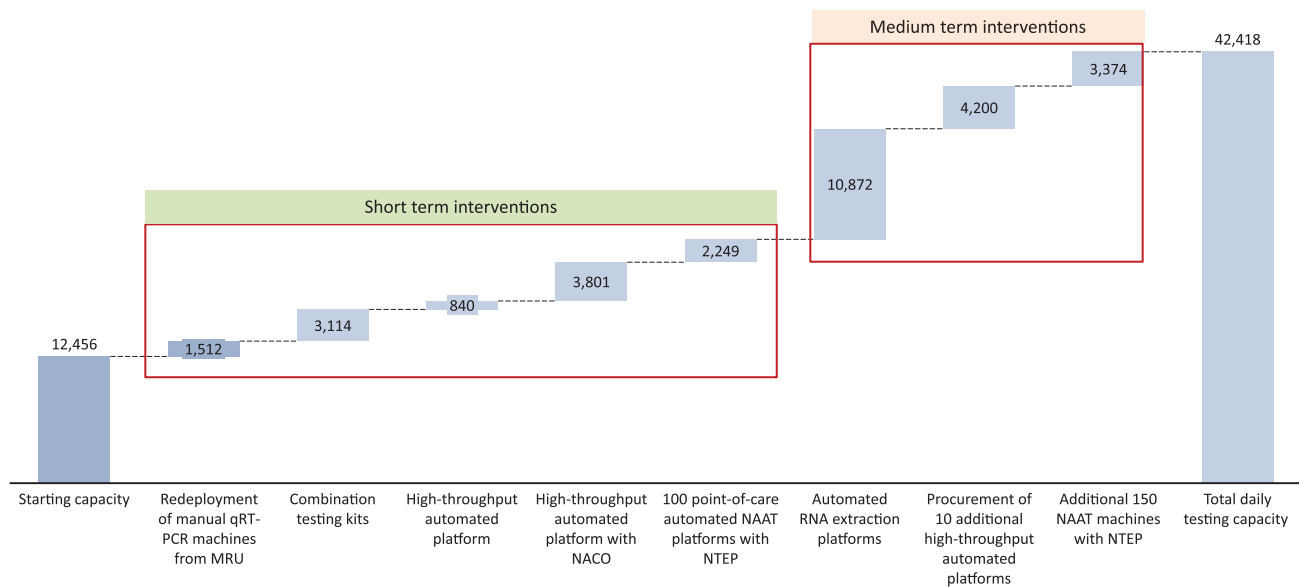 Medium term interventions
42,418
3,374
4,200
10,872
Short term interventions
2,249
3,801
840
3,114
12,456
1,512
Starting capacity
Redeployment
of manual qRT-
PCR machines
from MRU
Combination
testing kits
High-throughput
automated
platform
High-throughput
automated
platform with
NACO
100 point-of-care
automated NAAT
platforms with
NTEP
Automated
RNA extraction
platforms
Procurement of
10 additional
high-throughput
automated
platforms
Additional 150
NAAT machines
with NTEP
Total daily
testing capacity